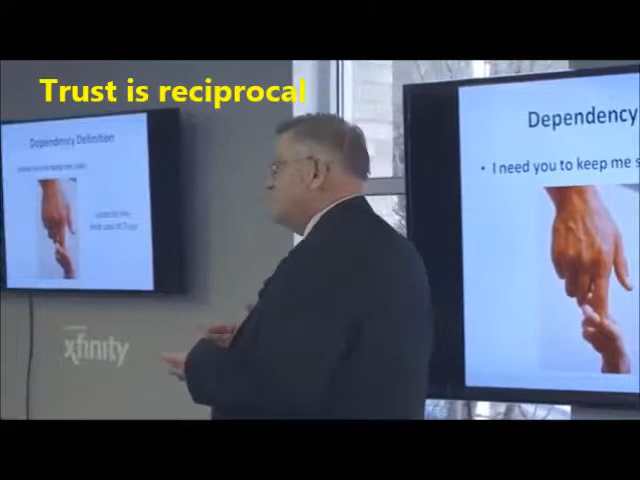 Trust is reciprocal
Dependency Definition
Dependency
• I need you to keep me s
xfinity